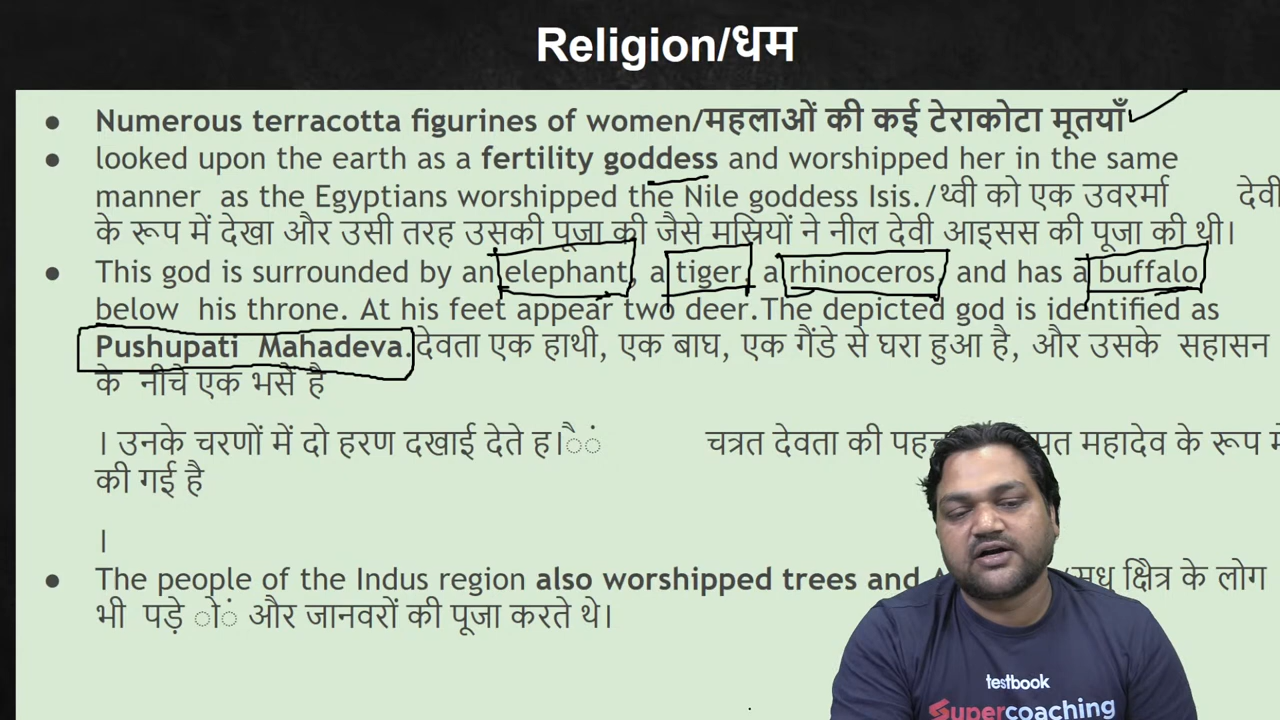 Religion/धम
● Numerous terracotta figurines of women/महलाओं की कई टेराकोटा मूतयाँ
● looked upon the earth as a fertility goddess and worshipped her in the same
manner as the Egyptians worshipped the Nile goddess Isis./थ्वी को एक उवरर्मा देवी
के रूप में देखा और उसी तरह उसकी पूजा की जैसे मस्रियों ने नील देवी आइसस की पूजा की थी।
● This god is surrounded by an elephant, a tiger, a rhinoceros, and has a buffalo
below his throne. At his feet appear two deer.The depicted god is identified as
Pushupati Mahadeva.देवता एक हाथी, एक बाघ, एक गैंडे से घरा हुआ है, और उसके सहासन
के नीचे एक भसैं है
। उनके चरणों में दो हरण दखाई देते ह।ैं चत्रत देवता की महादेव के रूप में
की गई है
।
● The people of the Indus region also worshipped trees and /सधु क्षैित्र के लोग
भी पड़े ों और जानवरों की पूजा करते थे।
testbook
Supercoaching